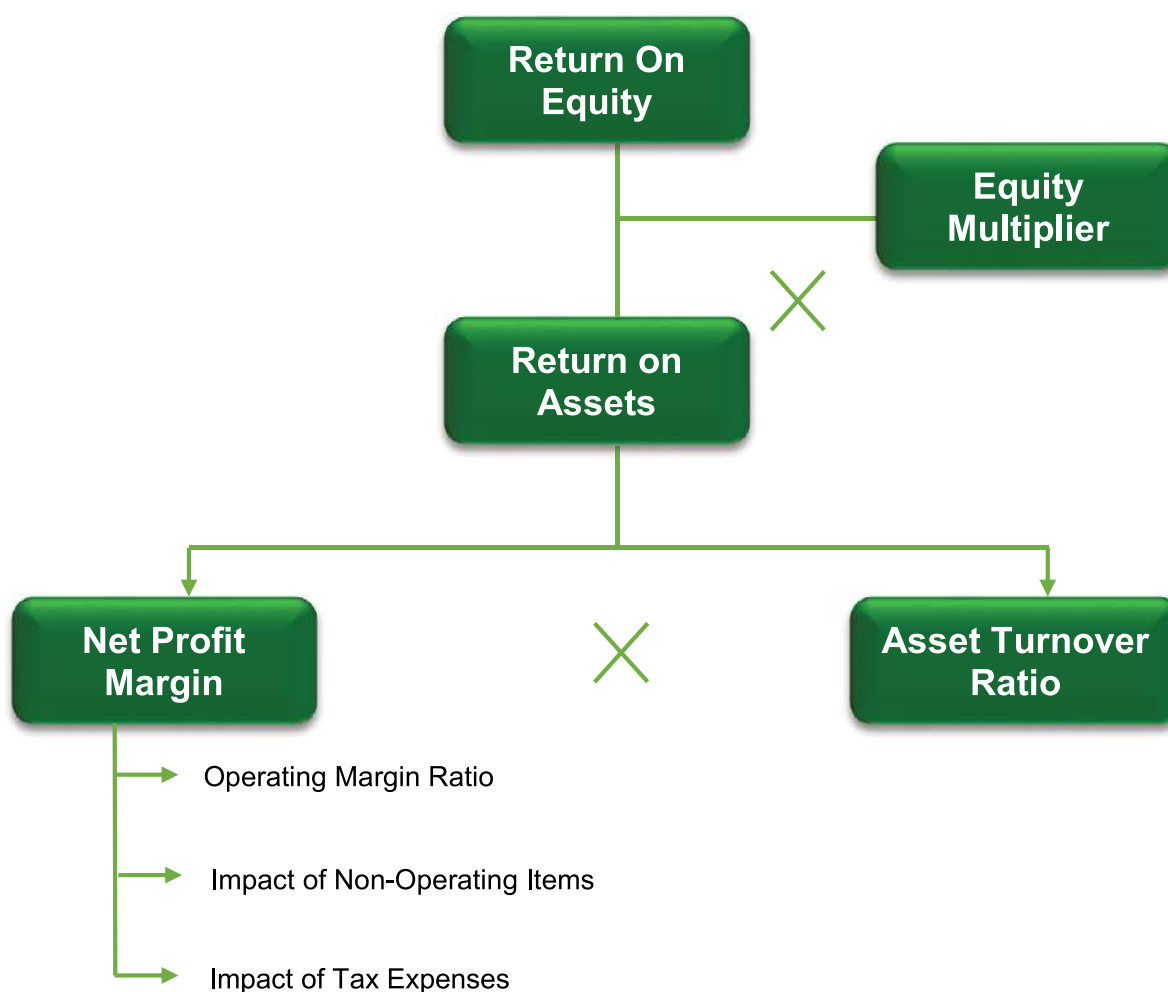 Return On
Equity
Equity
Multiplier
Return on
Assets
Net Profit
Margin
Asset Turnover
Ratio
Operating Margin Ratio
Impact of Non-Operating Items
Impact of Tax Expenses